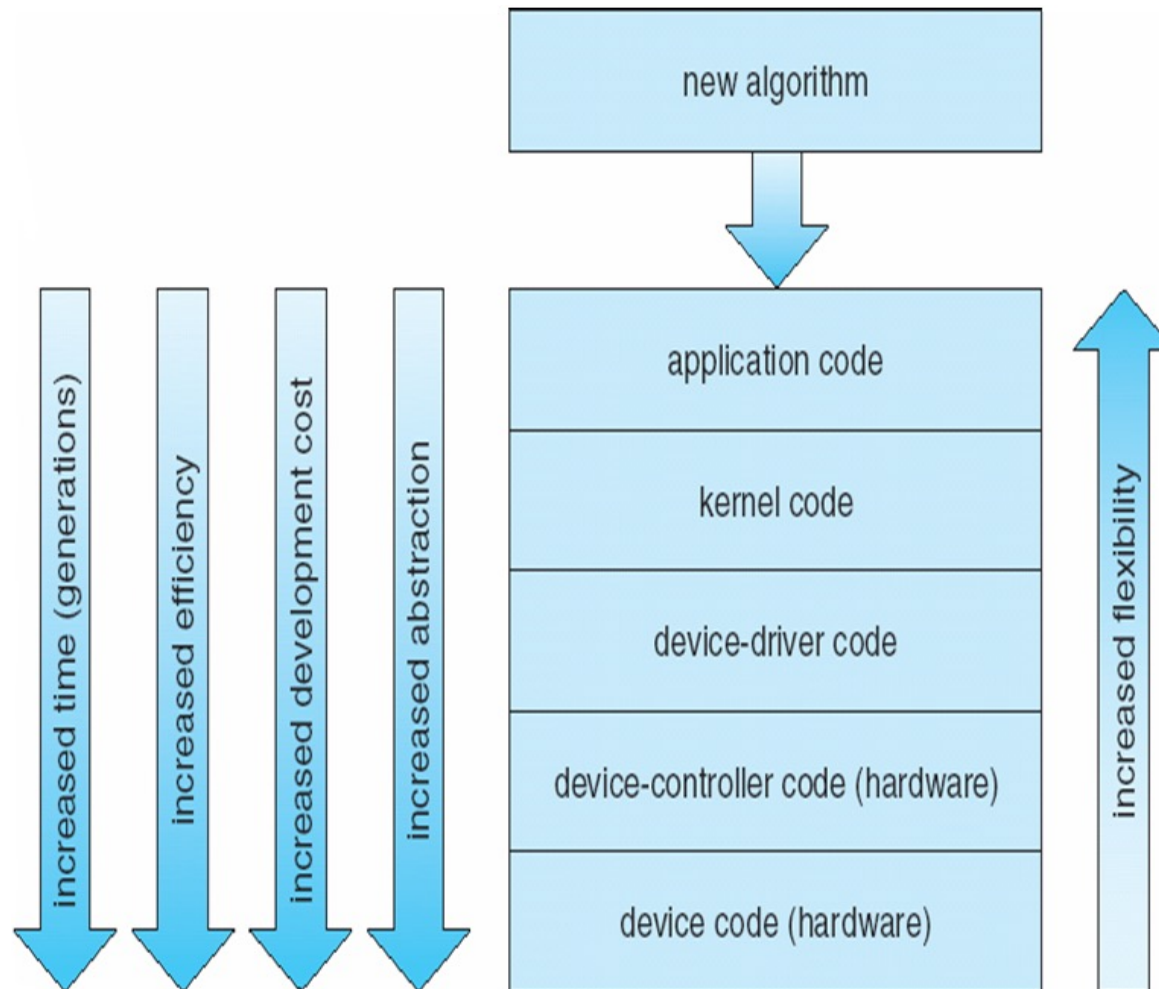 new algorithm
increased time (generations)
increased efficiency
increased development cost
increased abstraction
application code
kernel code
device-driver code
device-controller code (hardware)
device code (hardware)
increased flexibility